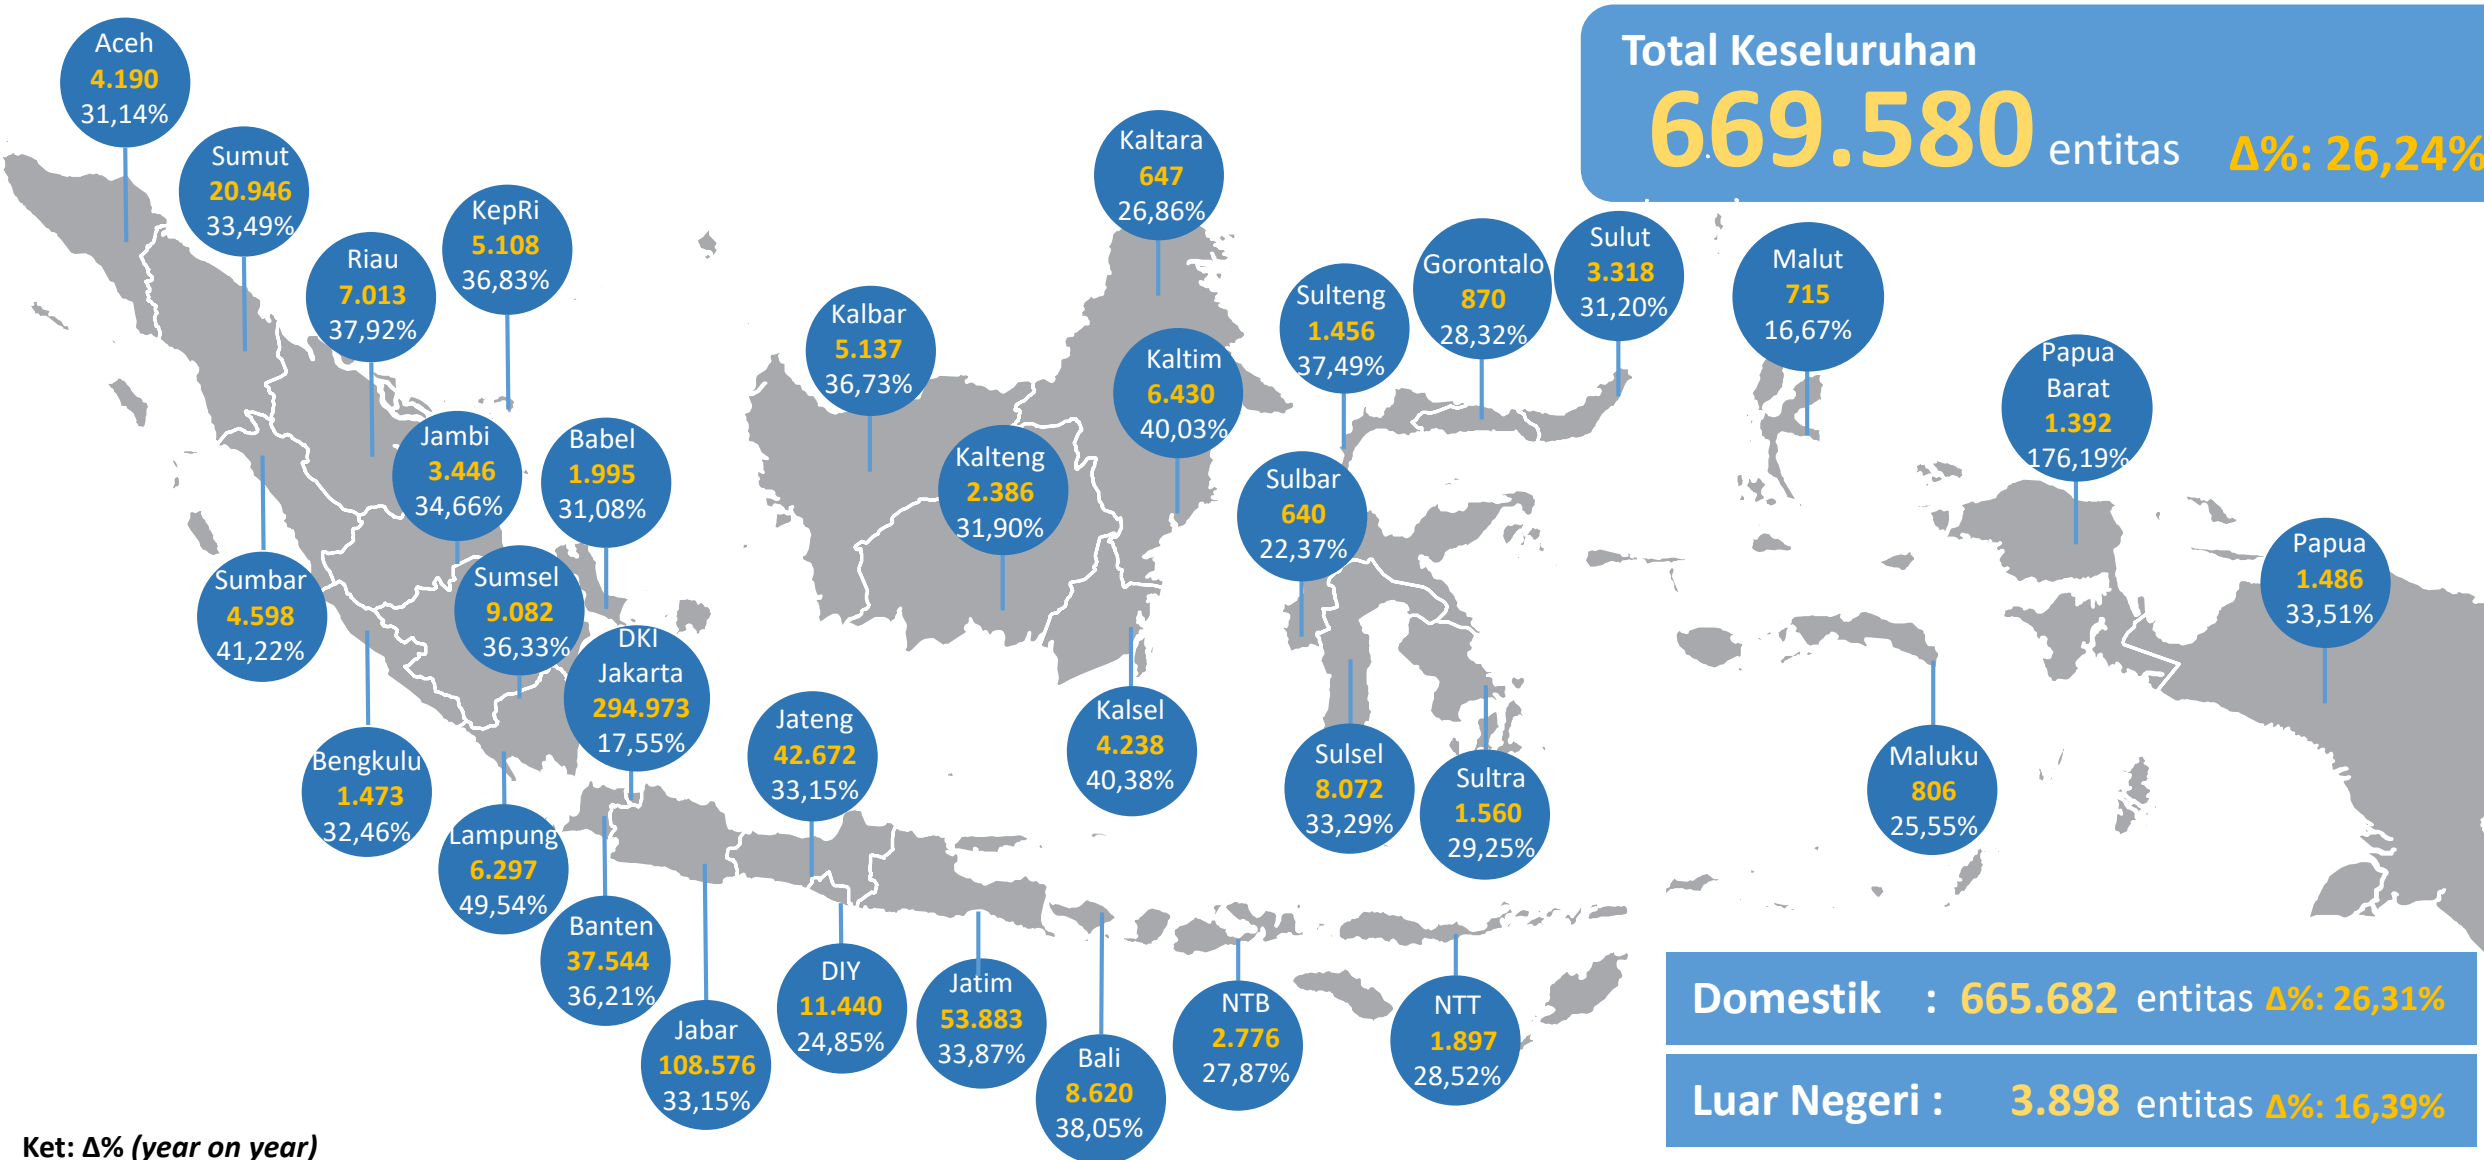 Total Keseluruhan
669.580 entitas Δ%: 26,24%
Aceh
4.190
31,14%
Sumut
20.946
33,49%
Riau
7.013
37,92%
KepRi
5.108
36,83%
Kaltara
647
26,86%
Kalbar
5.137
36,73%
Kaltim
6.430
40,03%
Sulteng
1.456
37,49%
Gorontalo
870
28,32%
Sulut
3.318
31,20%
Malut
715
16,67%
Papua
Barat
1.392
176,19%
Jambi
3.446
34,66%
Babel
1.995
31,08%
Kalteng
2.386
31,90%
Sulbar
640
22,37%
Papua
1.486
33,51%
Sumbar
4.598
41,22%
Sumsel
9.082
36,33%
DKI
Jakarta
294.973
17,55%
Jateng
42.672
33,15%
Kalsel
4.238
40,38%
Sulsel
8.072
33,29%
Sultra
1.560
29,25%
Maluku
806
25,55%
Bengkulu
1.473
32,46%
Lampung
6.297
49,54%
Banten
37.544
36,21%
Jabar
108.576
33,15%
DIY
11.440
24,85%
Jatim
53.883
33,87%
Bali
8.620
38,05%
NTB
2.776
27,87%
NTT
1.897
28,52%
Domestik : 665.682 entitas Δ%: 26,31%
Luar Negeri : 3.898 entitas Δ%: 16,39%
Ket: Δ% (year on year)